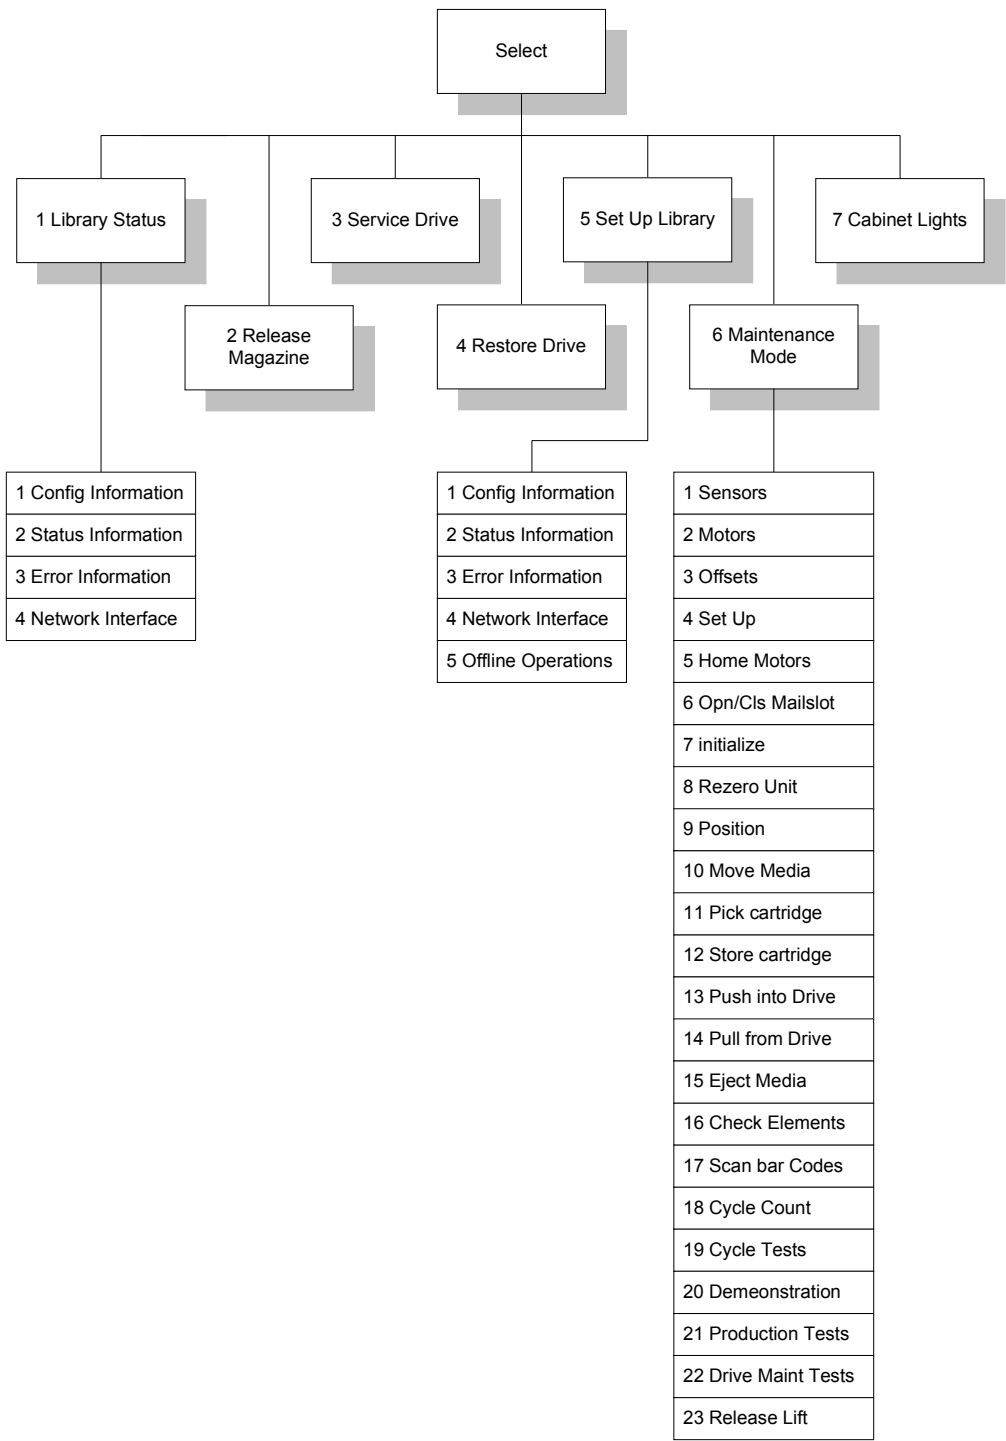 Select
1 Library Status
3 Service Drive
5 Set Up Library
7 Cabinet Lights
2 Release
Magazine
4 Restore Drive
6 Maintenance
Mode
1 Config Information
2 Status Information
3 Error Information
4 Network Interface
1 Config Information
2 Status Information
3 Error Information
4 Network Interface
5 Offline Operations
1 Sensors
2 Motors
3 Offsets
4 Set Up
5 Home Motors
6 Opn/Cls Mailslot
7 initialize
8 Rezero Unit
9 Position
10 Move Media
11 Pick cartridge
12 Store cartridge
13 Push into Drive
14 Pull from Drive
15 Eject Media
16 Check Elements
17 Scan bar Codes
18 Cycle Count
19 Cycle Tests
20 Demeonstration
21 Production Tests
22 Drive Maint Tests
23 Release Lift